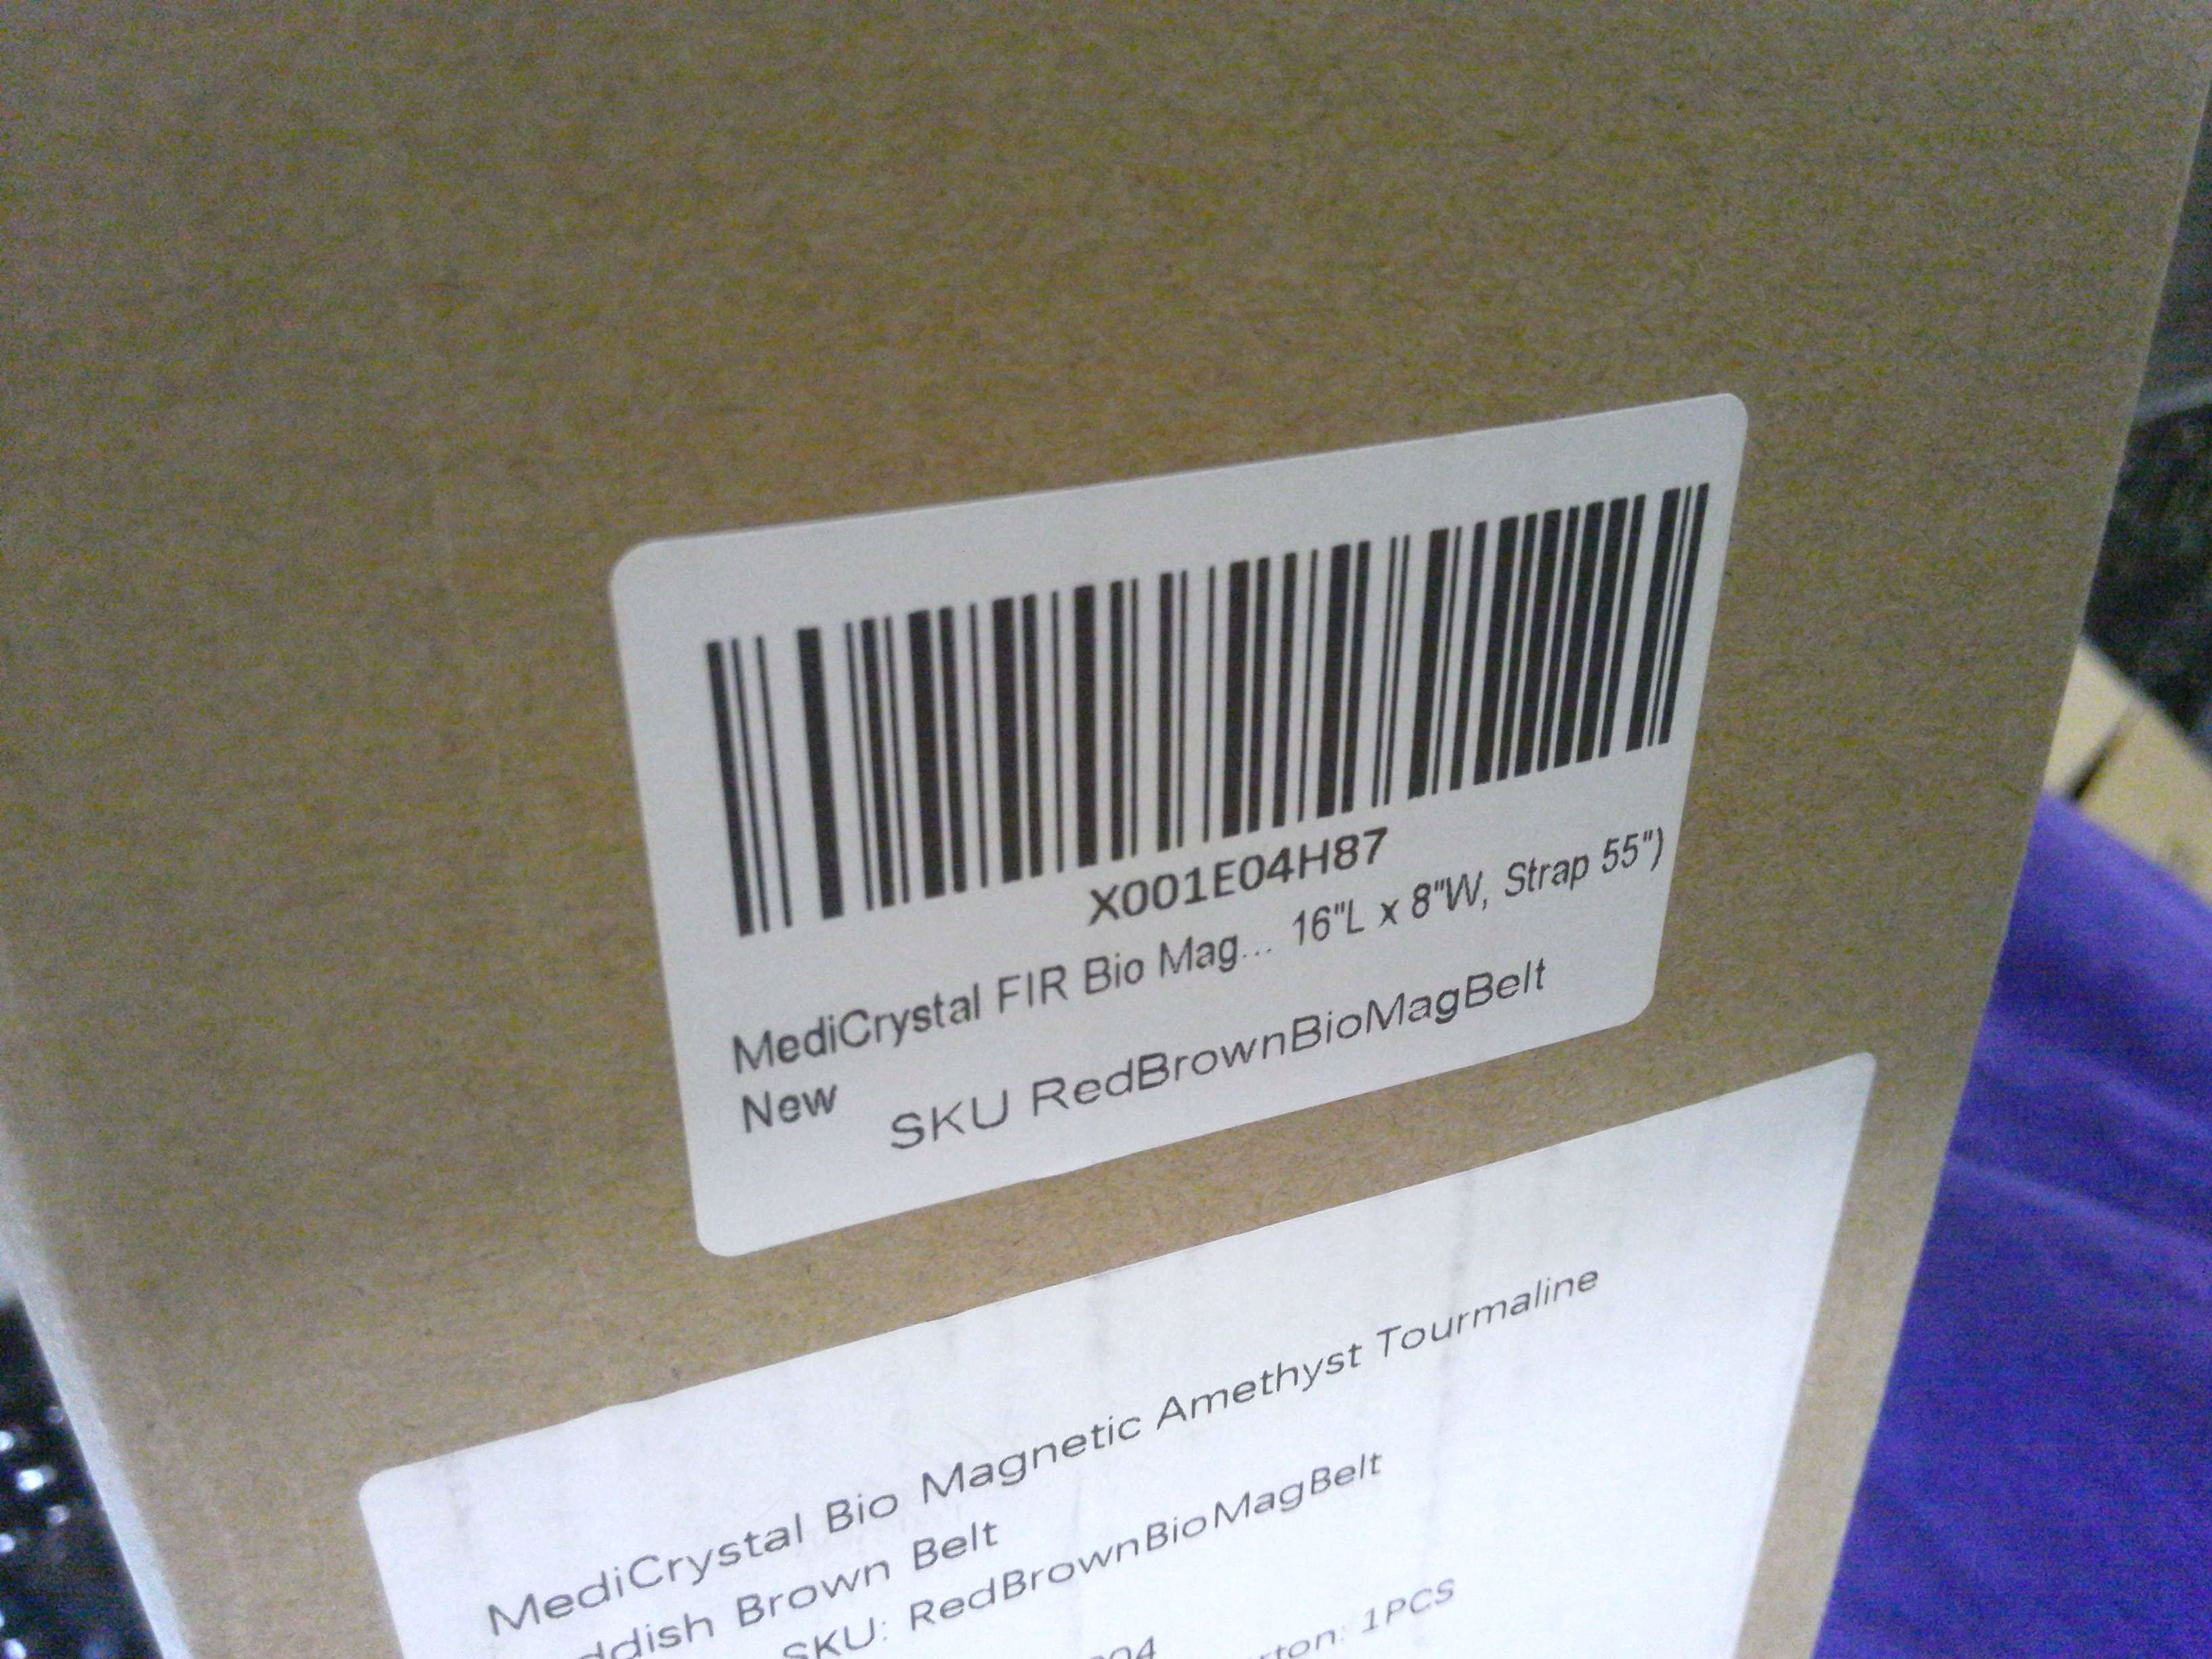 X001E04H87
MediCrystal FIR Bio Mag... 16"L x 8"W, Strap 55")
New
SKU RedBrownBioMagBelt
MediCrystal Bio Magnetic Amethyst Tourmaline
Brown Belt
SKU: RedBrownBioMagBelt
1PCS